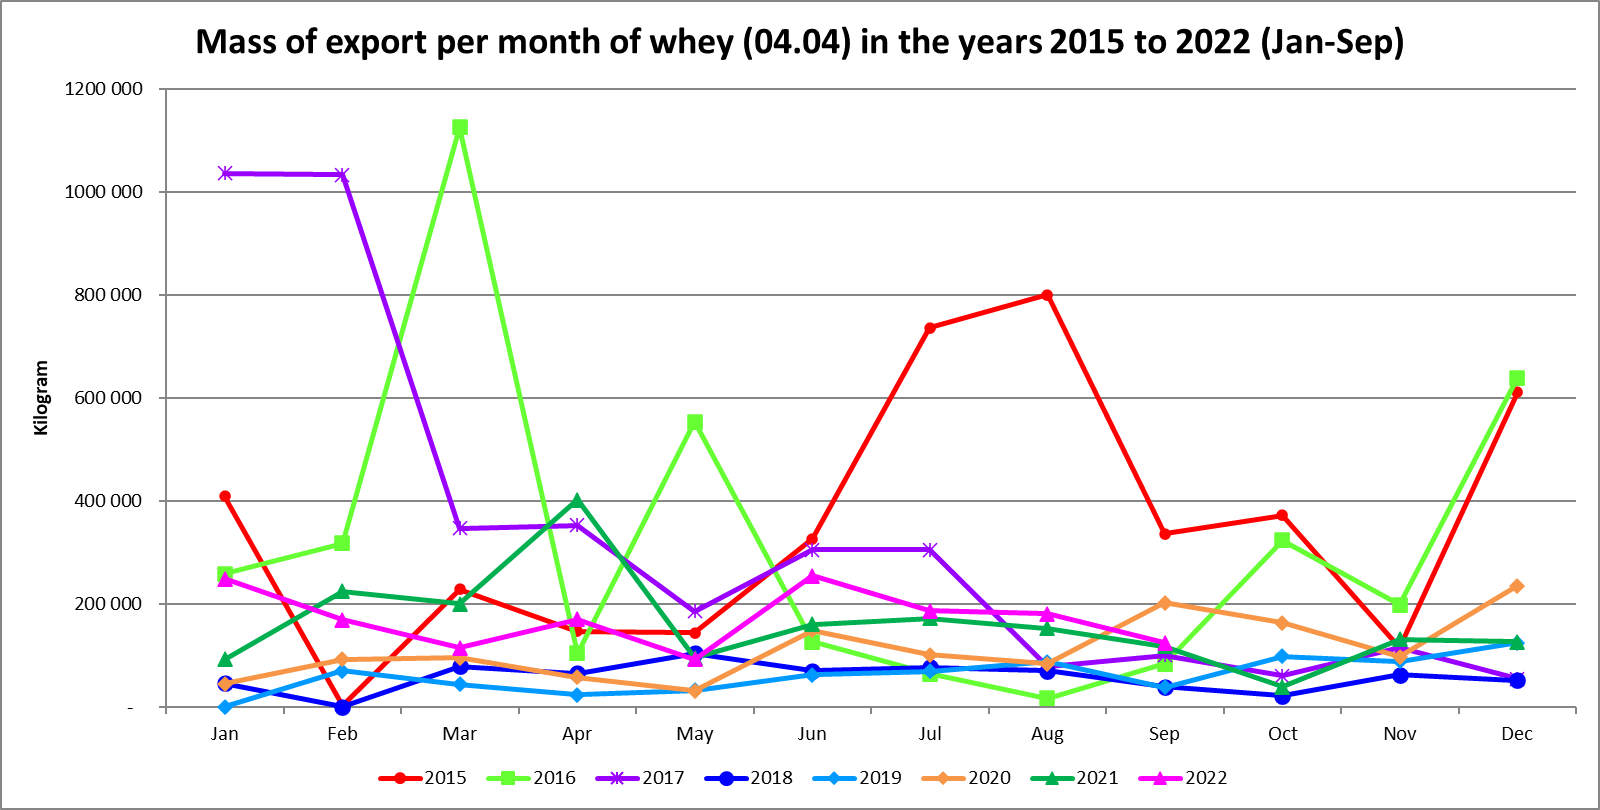 Mass of export per month of whey (04.04) in the years 2015 to 2022 (Jan-Sep)
1200 000
1000 000
800 000
600 000
400 000
200 000
-
Kilogram
Jan Feb Mar Apr May Jun Jul Aug Sep Oct Nov Dec
2015 2016 2017 2018 2019 2020 2021 2022